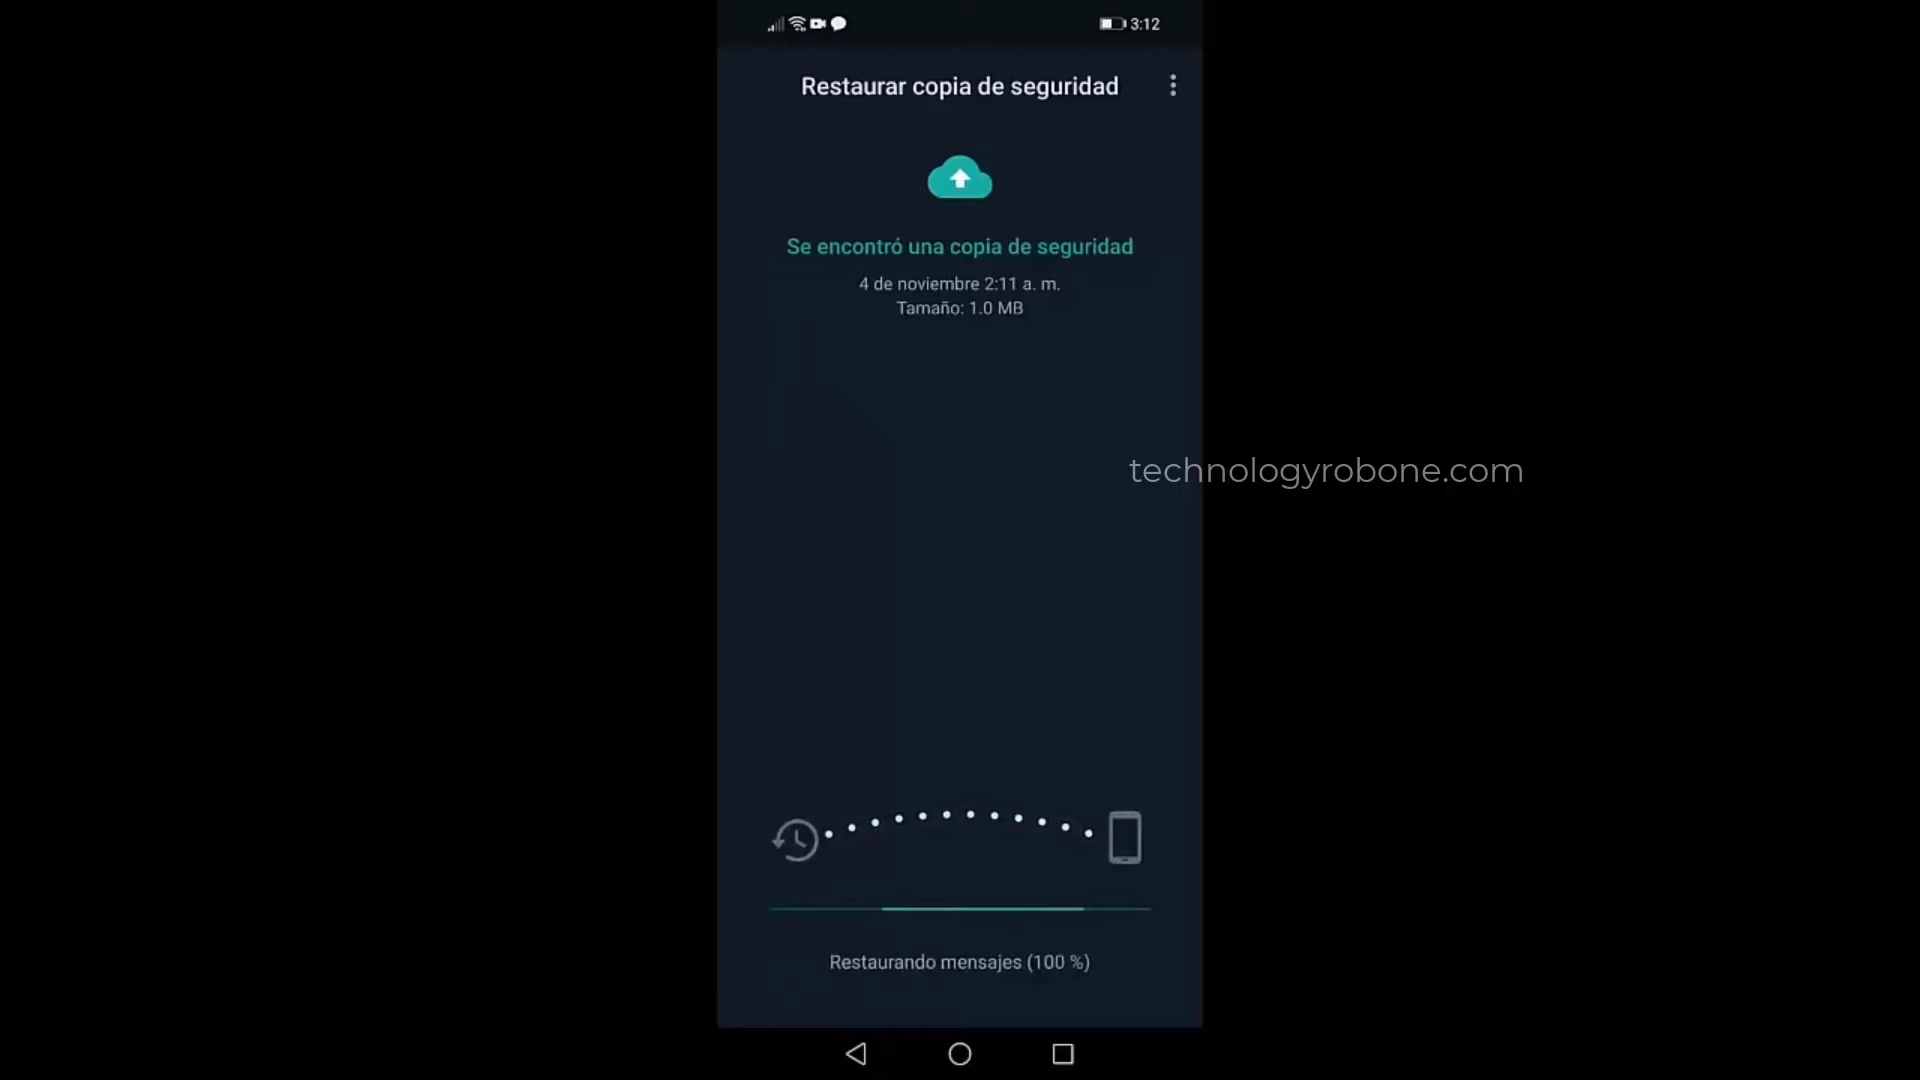 3:12
Restaurar copia de seguridad
Se encontró una copia de seguridad
4 de noviembre 2:11 a. m.
Tamaño: 1.0 MB
technologyrobone.com
Restaurando mensajes (100 %)